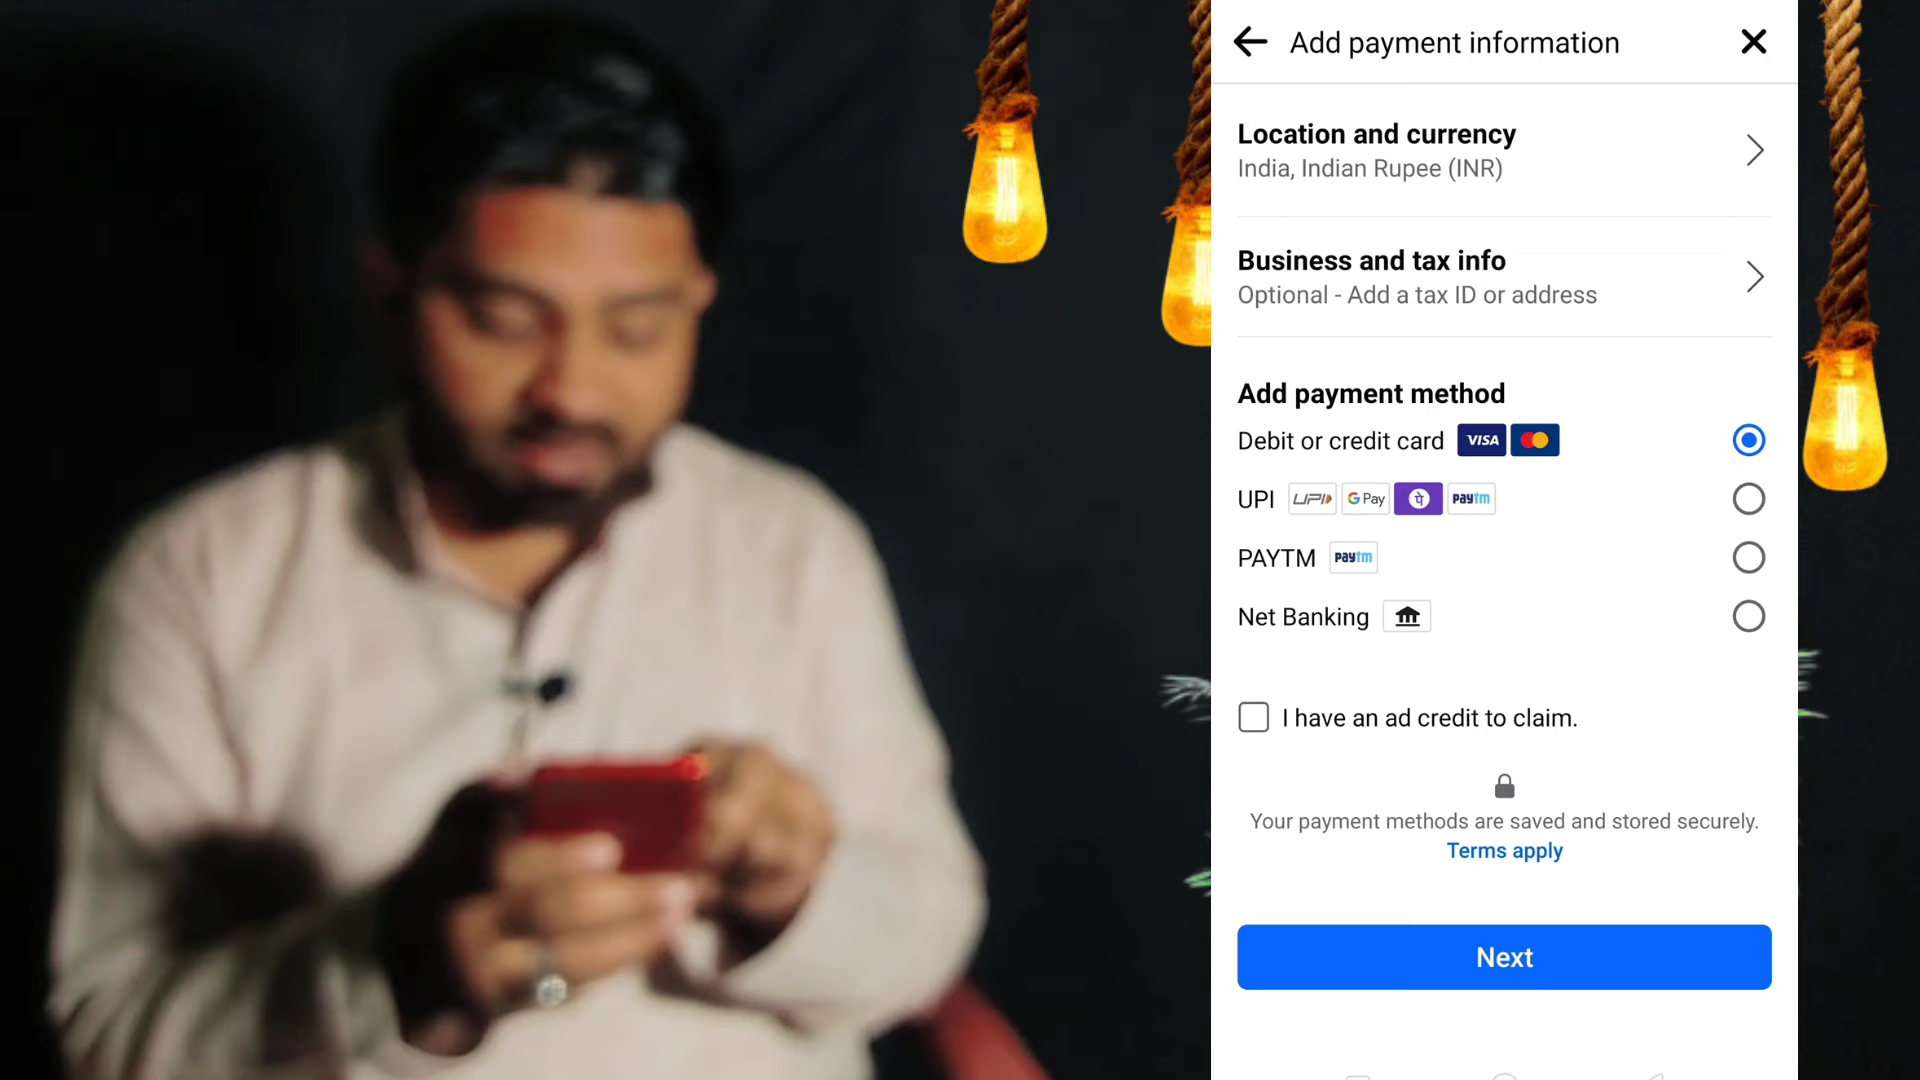 Add payment information
Location and currency
India, Indian Rupee (INR)
Business and tax info
Optional - Add a tax ID or address
Add payment method
Debit or credit card VISA
UPI UPI G Pay पे paytm
PAYTM paytm
Net Banking
I have an ad credit to claim.
Your payment methods are saved and stored securely.
Terms apply
Next